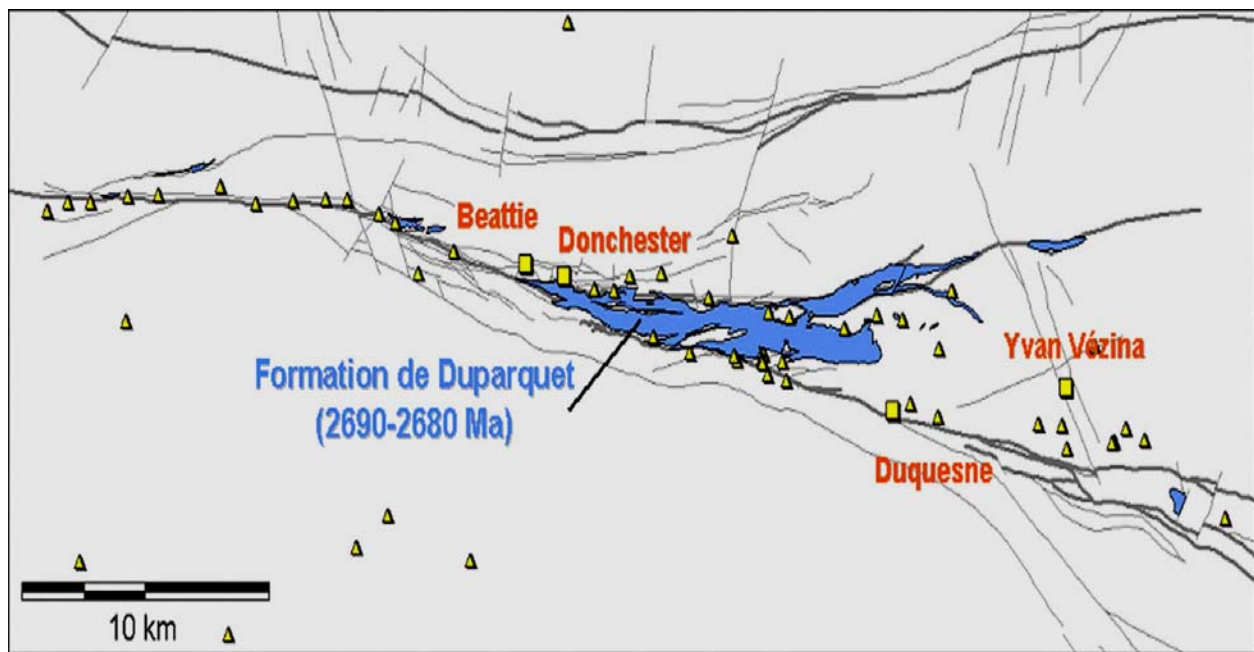 Beattie
Donchester
Yvan Vézina
Formation de Duparquet
(2690-2680 Ma)
Duquesne
10 km